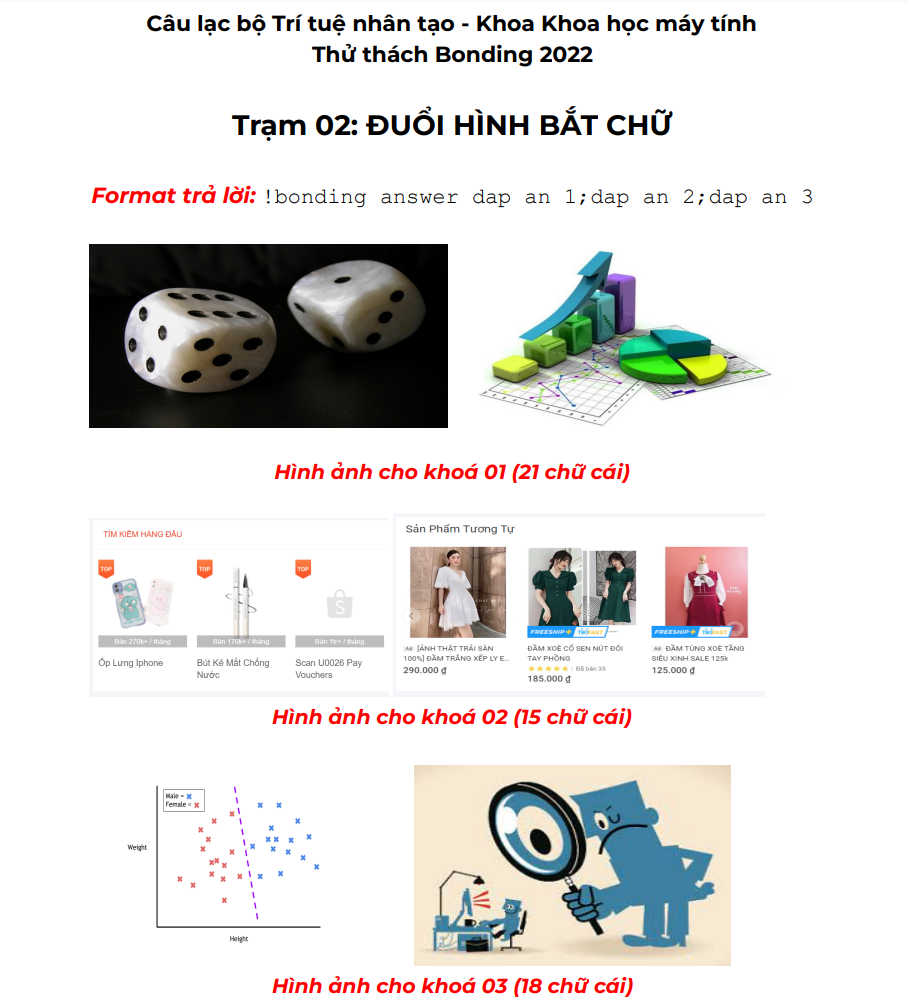 Câu lạc bộ Trí tuệ nhân tạo - Khoa Khoa học máy tính
Thử thách Bonding 2022
Trạm 02: ĐUỔI HÌNH BẮT CHỮ
Format trả lời: !bonding answer dap an 1;dap an 2;dap an 3
Hình ảnh cho khoá 01 (21 chữ cái)
TÌM KIẾM HÀNG ĐẦU
TOP TOP TOP
Bán 270k+ / tháng Bán 170k+ / tháng Bán 1tr+ / tháng
Ốp Lưng Iphone
Bút Kẻ Mắt Chống
Nước
Scan U0026 Pay
Vouchers
Sản Phẩm Tương Tự
FREESHIP+ TIKIFAST
FREESHIP+ TIKIFAST
Ad [ẢNH THẬT TRẢI SÀN
100%] ĐẦM TRẮNG XẾP LY E...
290.000 ₫
ĐẦM XOÈ CỔ SEN NÚT ĐÔI
TAY PHỒNG
Đã bán 35
185.000 ₫
Ad ĐẦM TÙNG XOÈ TẦNG
SIÊU XINH SALE 125k
125.000 ₫
Hình ảnh cho khoá 02 (15 chữ cái)
Male = x
Female = x
Weight
Height
Hình ảnh cho khoá 03 (18 chữ cái)